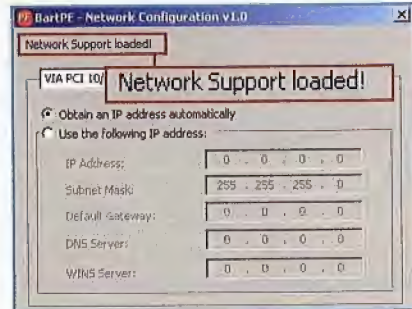 BartPE - Network Configuration v1.0
Network Support loaded!
VIA PCI 10/
Network Support loaded!
Obtain an IP address automatically
Use the following IP address:
IP Address: 0 . 0 . 0 . 0
Subnet Mask: 255 . 255 . 255 . 0
Default Gateway: 0 . 0 . 0 . 0
DNS Server: 0 . 0 . 0 . 0
WINS Server: 0 . 0 . 0 . 0